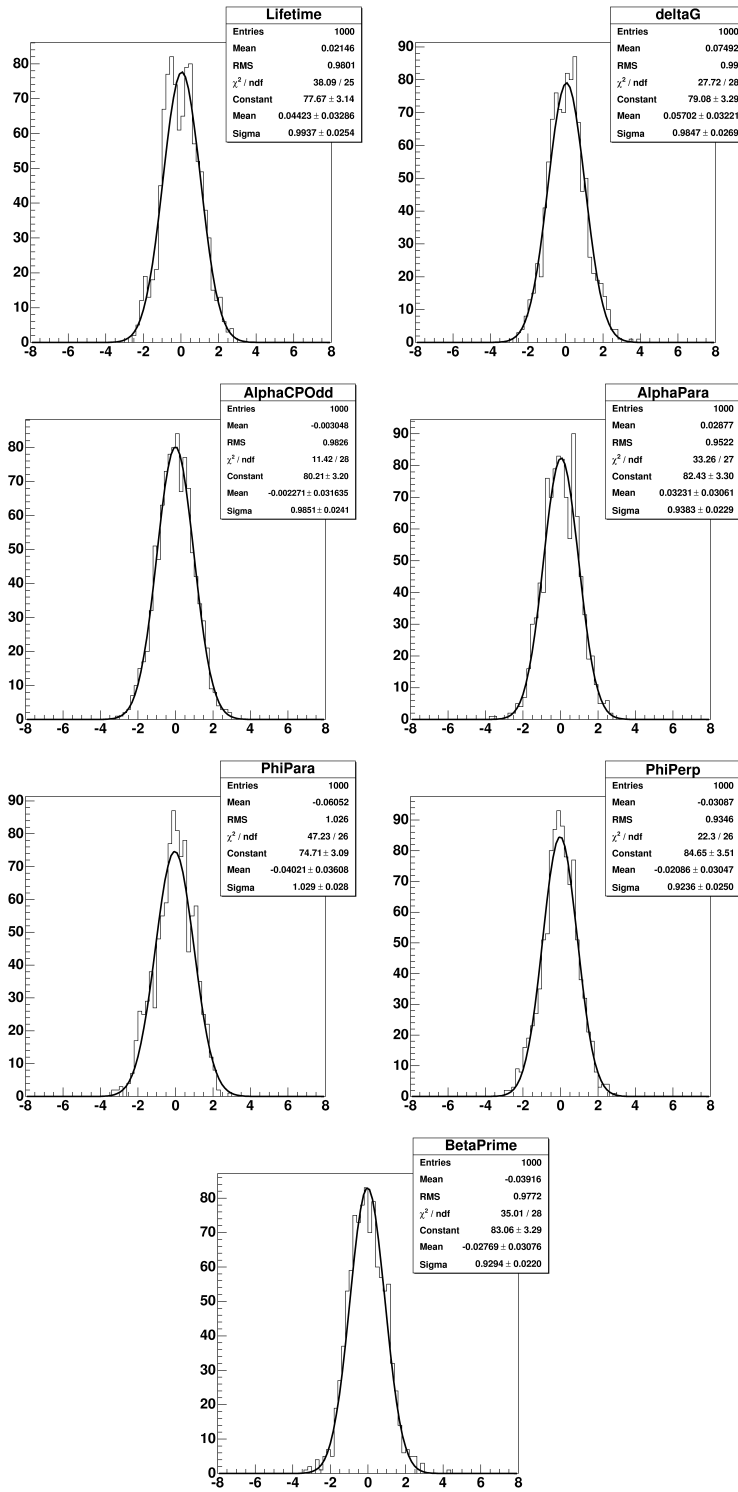 Lifetime
Entries 1000
Mean 0.02146
RMS 0.9801
χ² / ndf 38.09 / 25
Constant 77.67 ± 3.14
Mean 0.04423 ± 0.03286
Sigma 0.9937 ± 0.0254
80
70
60
50
40
30
20
10
0
-8 -6 -4 -2 0 2 4 6 8
deltaG
Entries 1000
Mean 0.07492
RMS 0.99
χ² / ndf 27.72 / 28
Constant 79.08 ± 3.29
Mean 0.05702 ± 0.03221
Sigma 0.9847 ± 0.0269
90
80
70
60
50
40
30
20
10
0
-8 -6 -4 -2 0 2 4 6 8
AlphaCPOdd
Entries 1000
Mean -0.003048
RMS 0.9826
χ² / ndf 11.42 / 28
Constant 80.21 ± 3.20
Mean -0.002271 ± 0.031635
Sigma 0.9851 ± 0.0241
80
70
60
50
40
30
20
10
0
-8 -6 -4 -2 0 2 4 6 8
AlphaPara
Entries 1000
Mean 0.02877
RMS 0.9522
χ² / ndf 33.26 / 27
Constant 82.43 ± 3.30
Mean 0.03231 ± 0.03061
Sigma 0.9383 ± 0.0229
90
80
70
60
50
40
30
20
10
0
-8 -6 -4 -2 0 2 4 6 8
PhiPara
Entries 1000
Mean -0.06052
RMS 1.026
χ² / ndf 47.23 / 26
Constant 74.71 ± 3.09
Mean -0.04021 ± 0.03608
Sigma 1.029 ± 0.028
90
80
70
60
50
40
30
20
10
0
-8 -6 -4 -2 0 2 4 6 8
PhiPerp
Entries 1000
Mean -0.03087
RMS 0.9346
χ² / ndf 22.3 / 26
Constant 84.65 ± 3.51
Mean -0.02086 ± 0.03047
Sigma 0.9236 ± 0.0250
90
80
70
60
50
40
30
20
10
0
-8 -6 -4 -2 0 2 4 6 8
BetaPrime
Entries 1000
Mean -0.03916
RMS 0.9772
χ² / ndf 35.01 / 28
Constant 83.06 ± 3.29
Mean -0.02769 ± 0.03076
Sigma 0.9294 ± 0.0220
80
70
60
50
40
30
20
10
0
-8 -6 -4 -2 0 2 4 6 8